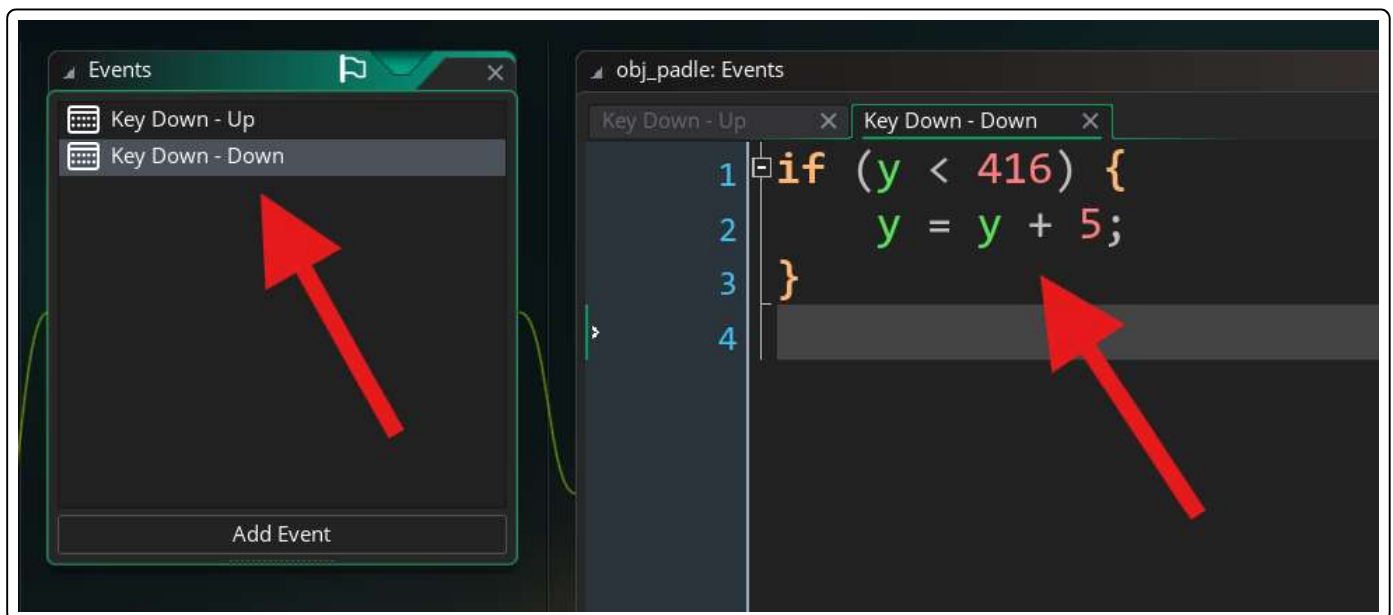 Events
Key Down - Up
Key Down - Down
Add Event
obj_padle: Events
Key Down - Up
Key Down - Down
1 if (y < 416) {
2 y = y + 5;
3 }
4